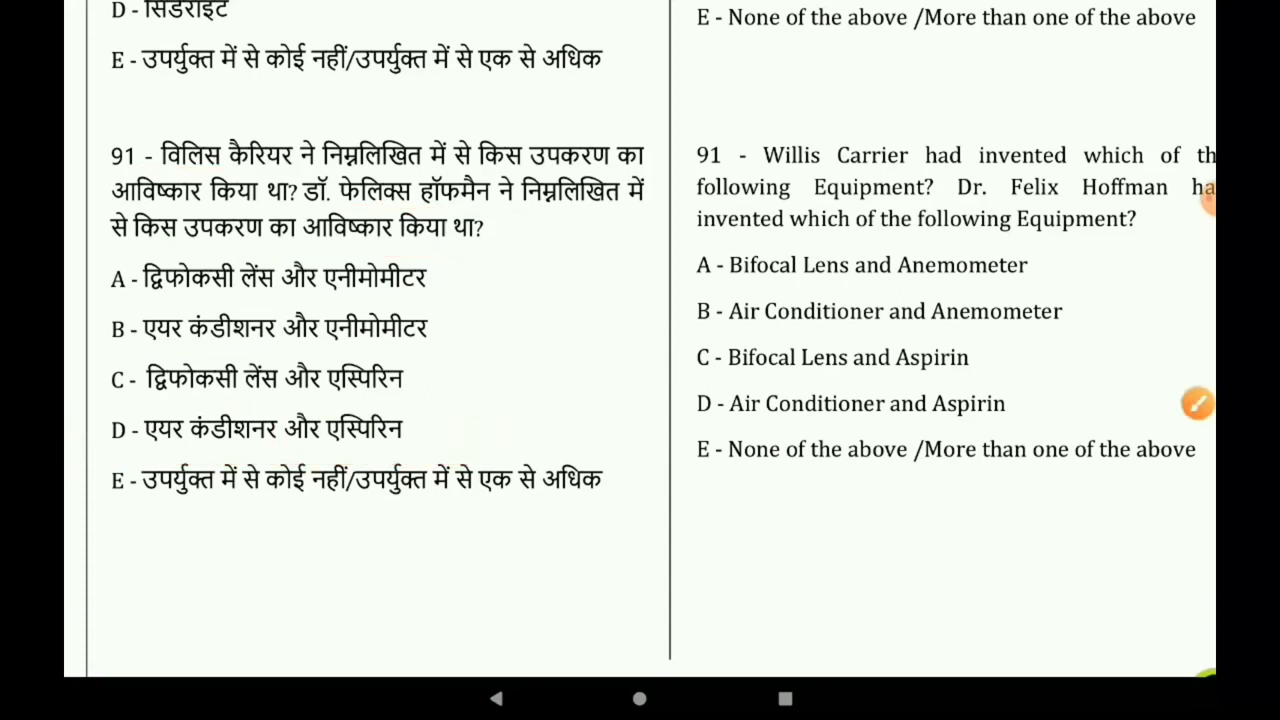 D - सिडेराइट
E - उपर्युक्त में से कोई नहीं/उपर्युक्त में से एक से अधिक
91 - विलिस कैरियर ने निम्नलिखित में से किस उपकरण का
आविष्कार किया था? डॉ. फेलिक्स हॉफमैन ने निम्नलिखित में
से किस उपकरण का आविष्कार किया था?
A - द्विफोकसी लेंस और एनीमोमीटर
B - एयर कंडीशनर और एनीमोमीटर
C - द्विफोकसी लेंस और एस्पिरिन
D - एयर कंडीशनर और एस्पिरिन
E - उपर्युक्त में से कोई नहीं/उपर्युक्त में से एक से अधिक
E - None of the above /More than one of the above
91 - Willis Carrier had invented which of th
following Equipment? Dr. Felix Hoffman ha
invented which of the following Equipment?
A - Bifocal Lens and Anemometer
B - Air Conditioner and Anemometer
C - Bifocal Lens and Aspirin
D - Air Conditioner and Aspirin
E - None of the above /More than one of the above